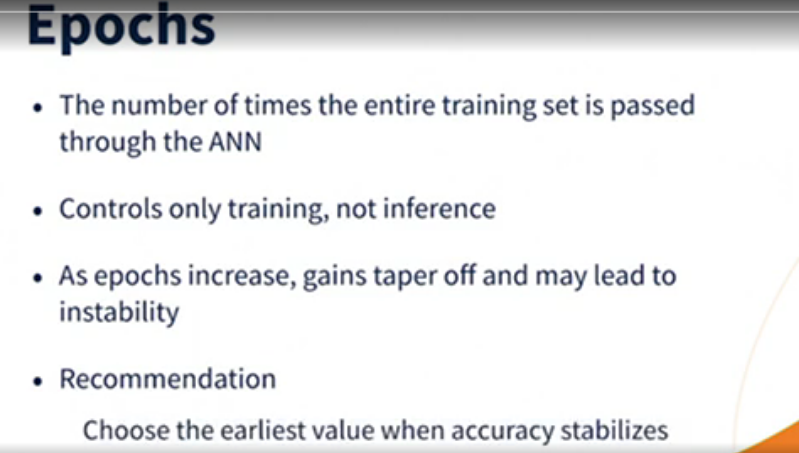 Epochs
• The number of times the entire training set is passed
through the ANN
• Controls only training, not inference
• As epochs increase, gains taper off and may lead to
instability
• Recommendation
Choose the earliest value when accuracy stabilizes